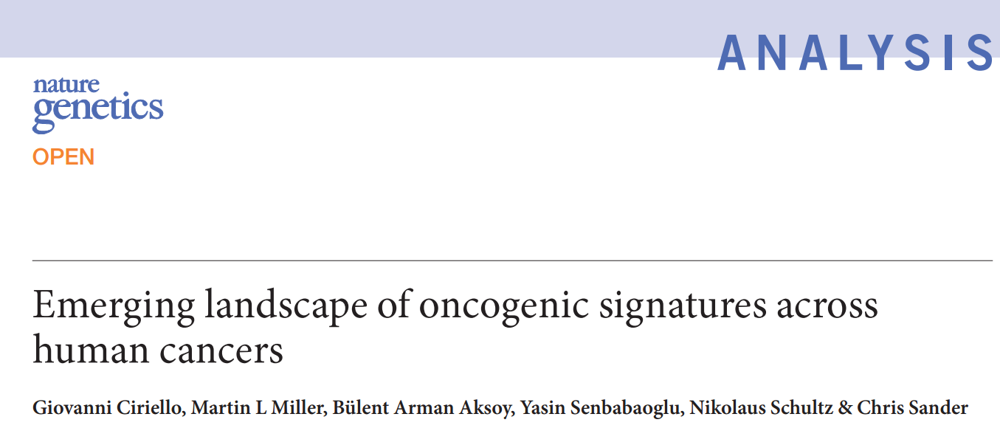 ANALYSIS
nature
genetics
OPEN
Emerging landscape of oncogenic signatures across
human cancers
Giovanni Ciriello, Martin L Miller, Bülent Arman Aksoy, Yasin Senbabaoglu, Nikolaus Schultz & Chris Sander